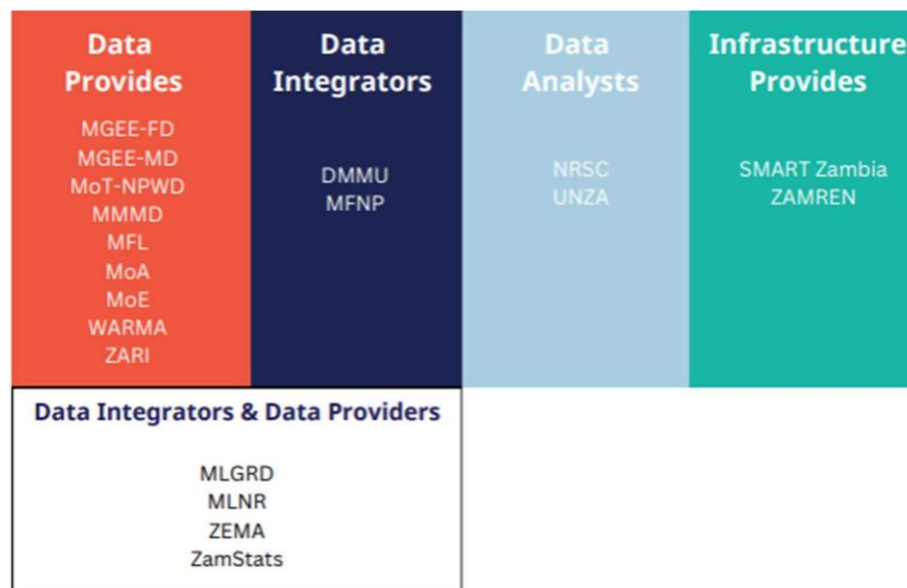 Data
Provides
MGEE-FD
MGEE-MD
MoT-NPWD
MMMD
MFL
MoA
MoE
WARMA
ZARI
Data
Integrators
DMMU
MFNP
Data
Analysts
NRSC
UNZA
Infrastructure
Provides
SMART Zambia
ZAMREN
Data Integrators & Data Providers
MLGRD
MLNR
ZEMA
ZamStats